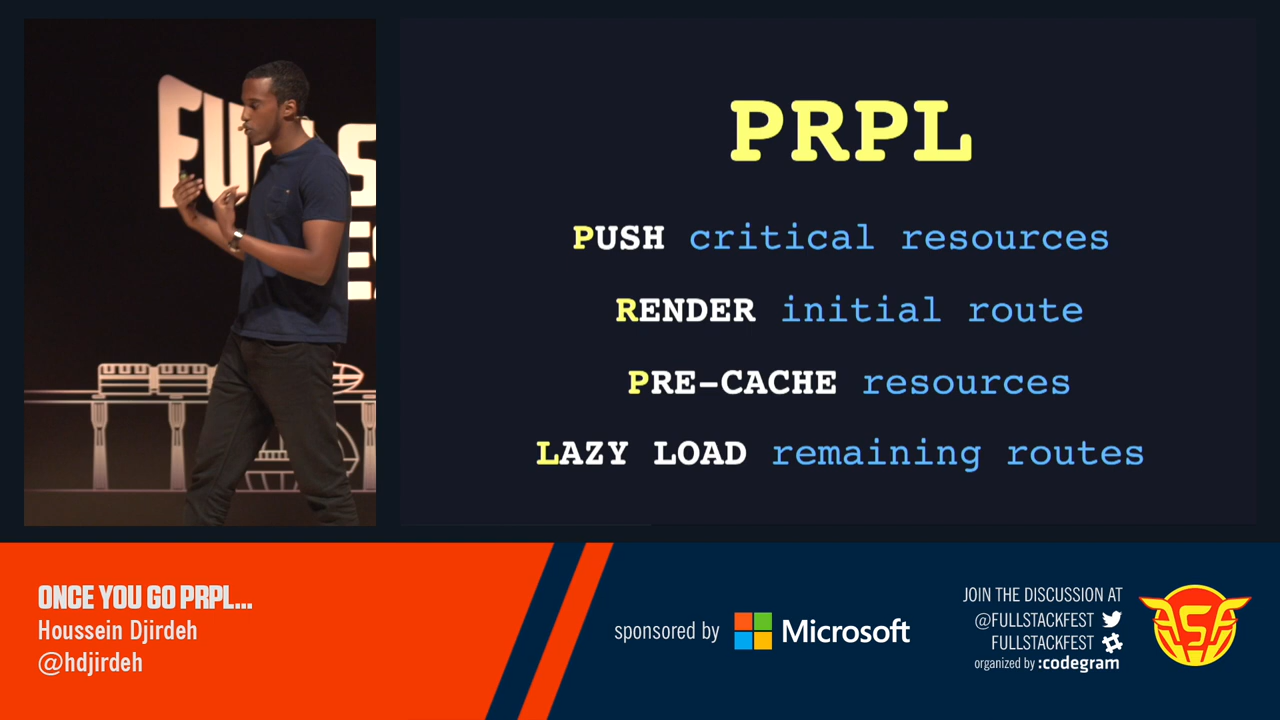 PRPL
PUSH critical resources
RENDER initial route
PRE-CACHE resources
LAZY LOAD remaining routes
ONCE YOU GO PRPL...
Houssein Djirdeh
@hdjirdeh
sponsored by Microsoft
JOIN THE DISCUSSION AT
@FULLSTACKFEST
FULLSTACKFEST
organized by :codegram
FSF